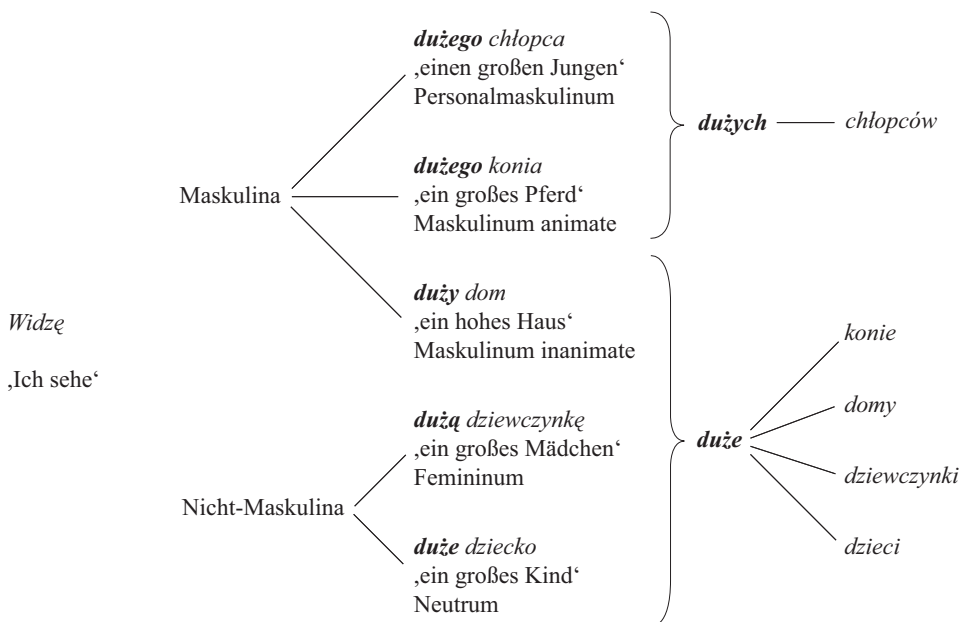 Widzę
‚Ich sehe‘
Maskulina
dużego chłopca
‚einen großen Jungen‘
Personalmaskulinum
dużego konia
‚ein großes Pferd‘
Maskulinum animate
duży dom
‚ein hohes Haus‘
Maskulinum inanimate
Nicht-Maskulina
dużą dziewczynkę
‚ein großes Mädchen‘
Femininum
duże dziecko
‚ein großes Kind‘
Neutrum
dużych
chłopców
duże
konie
domy
dziewczynki
dzieci